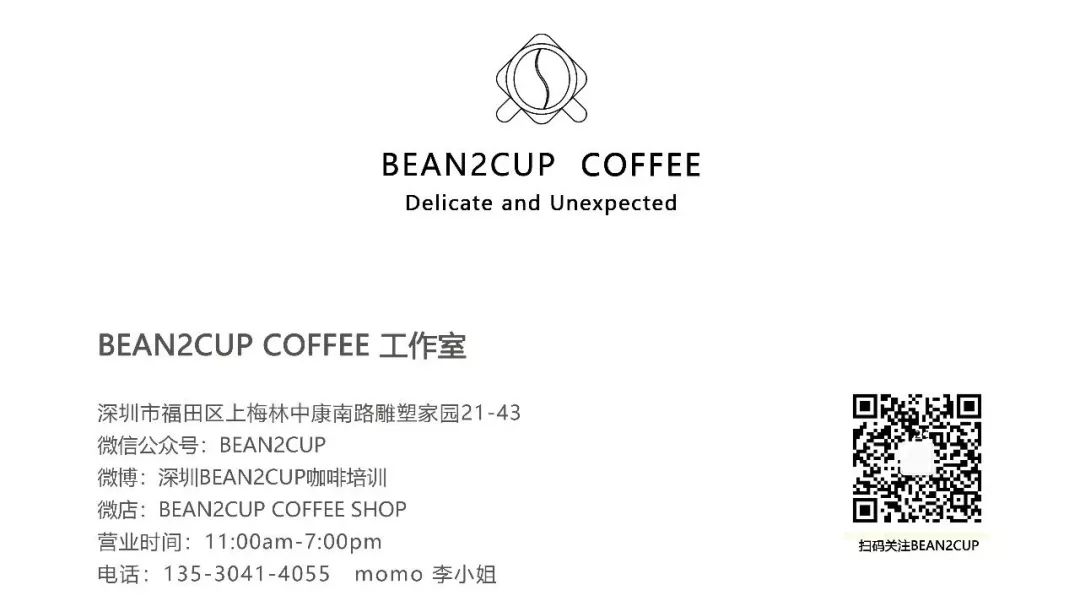 BEAN2CUP COFFEE
Delicate and Unexpected
BEAN2CUP COFFEE 工作室
深圳市福田区上梅林中康南路雕塑家园21-43
微信公众号：BEAN2CUP
微博：深圳BEAN2CUP咖啡培训
微店：BEAN2CUP COFFEE SHOP
营业时间：11:00am-7:00pm
电话：135-3041-4055 momo 李小姐
扫码关注BEAN2CUP